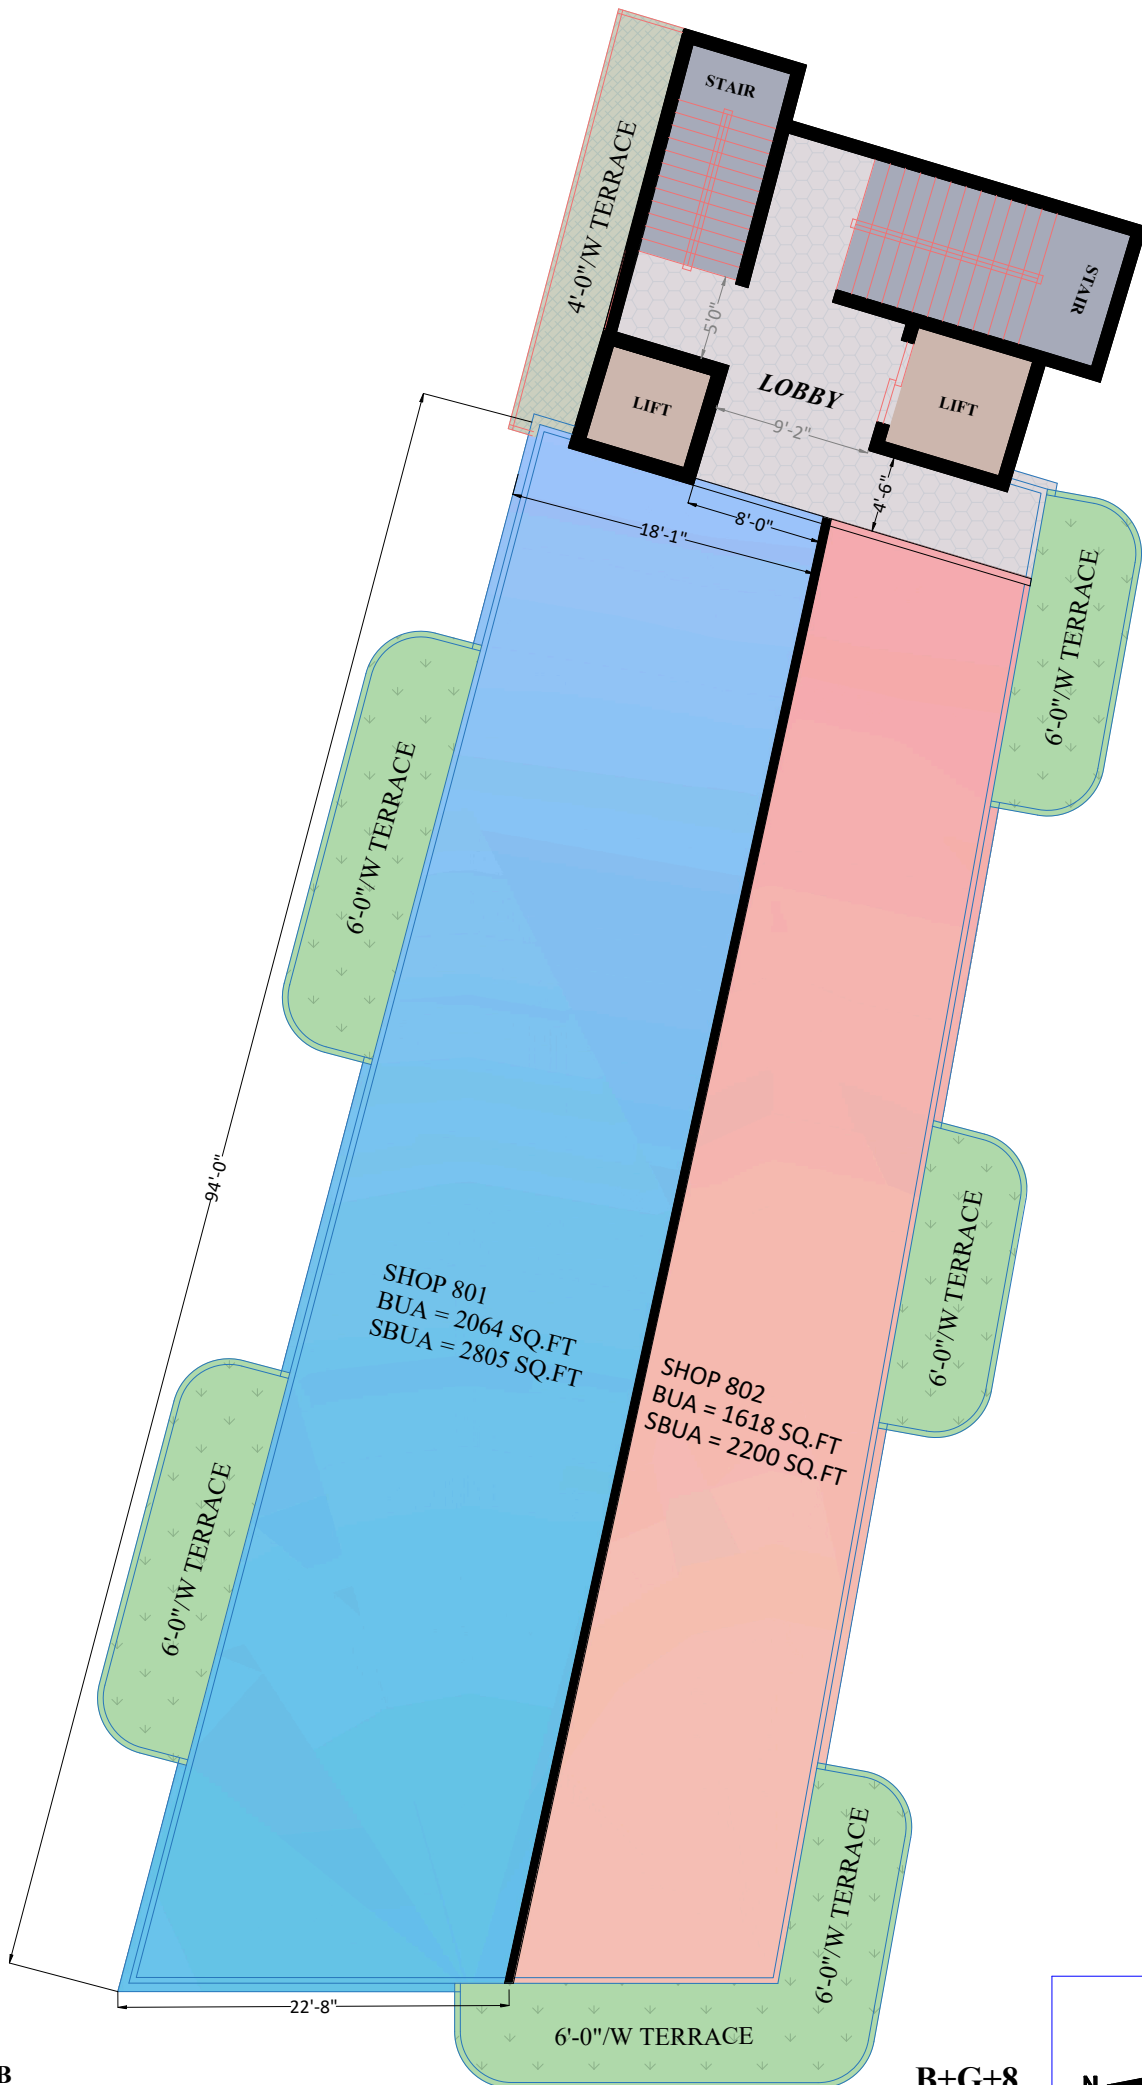 STAIR
4'-0"/W TERRACE
STAIR
5'0"
LOBBY
LIFT
LIFT
9'-2"
4'-6"
8'-0"
18'-1"
6'-0"/W TERRACE
6'-0"/W TERRACE
94'-0"
6'-0"/W TERRACE
SHOP 801
BUA = 2064 SQ.FT
SBUA = 2805 SQ.FT
SHOP 802
BUA = 1618 SQ.FT
SBUA = 2200 SQ.FT
6'-0"/W TERRACE
6'-0"/W TERRACE
22'-8"
6'-0"/W TERRACE
B
B+G+8
N